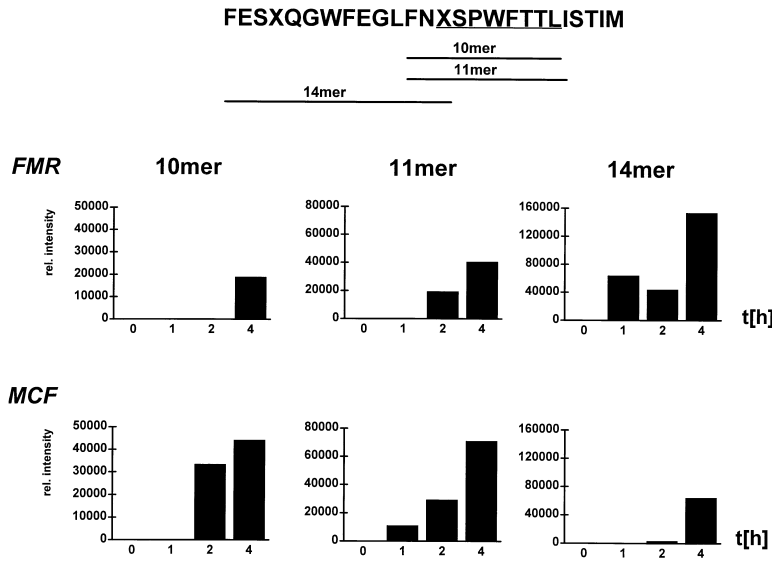 FESXQGWFEGLFNXSPWFTTLISTIM
10mer
11mer
14mer
FMR 10mer 11mer 14mer
rel. intensity
50000
40000
30000
20000
10000
0
0 1 2 4
80000
60000
40000
20000
0
0 1 2 4
160000
120000
80000
40000
0
0 1 2 4
t[h]
MCF
rel. intensity
50000
40000
30000
20000
10000
0
0 1 2 4
80000
60000
40000
20000
0
0 1 2 4
160000
120000
80000
40000
0
0 1 2 4
t[h]